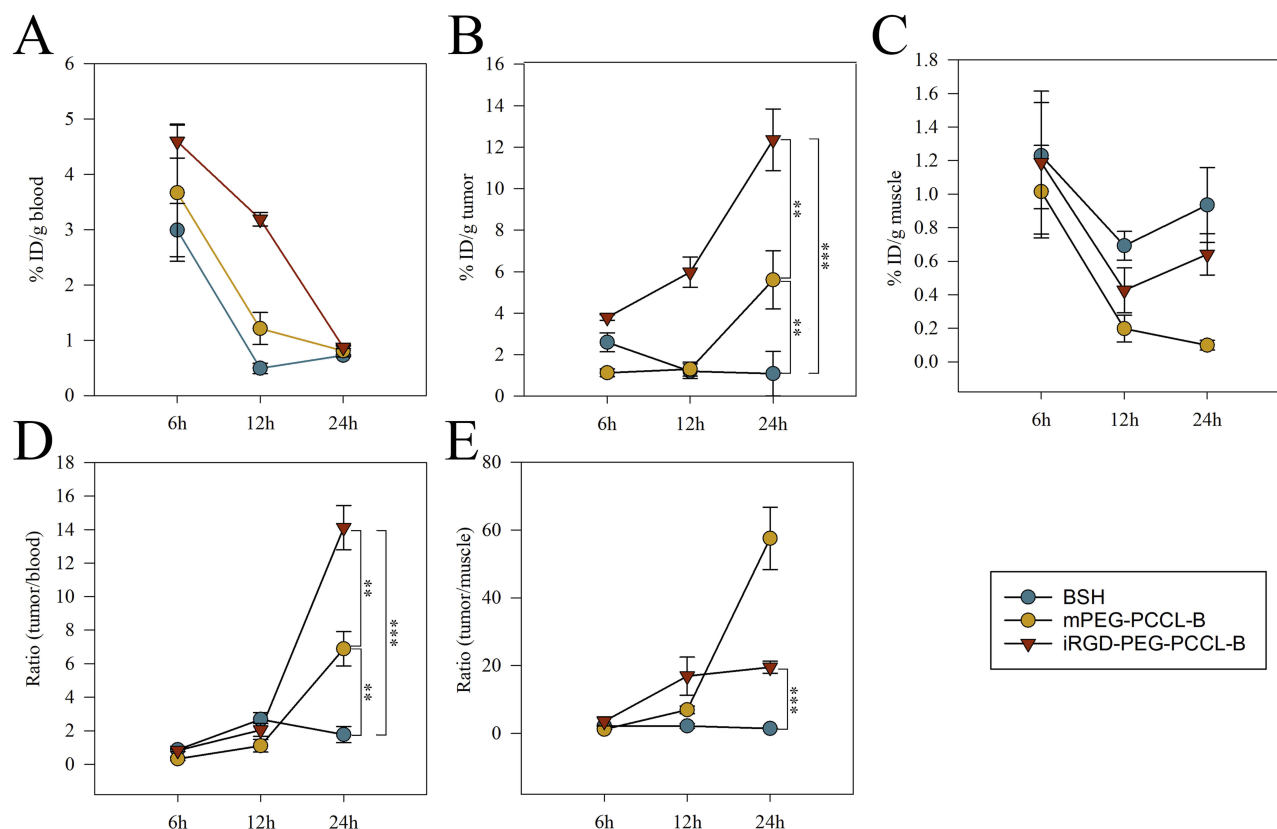 A
% ID/g blood
6
5
4
3
2
1
0
6h 12h 24h
B
% ID/g tumor
16
14
12
10
8
6
4
2
0
**
**
***
6h 12h 24h
C
% ID/g muscle
1.8
1.6
1.4
1.2
1.0
0.8
0.6
0.4
0.2
0.0
6h 12h 24h
D
Ratio (tumor/blood)
18
16
14
12
10
8
6
4
2
0
**
**
***
6h 12h 24h
E
Ratio (tumor/muscle)
80
60
40
20
0
***
6h 12h 24h
BSH
mPEG-PCCL-B
iRGD-PEG-PCCL-B